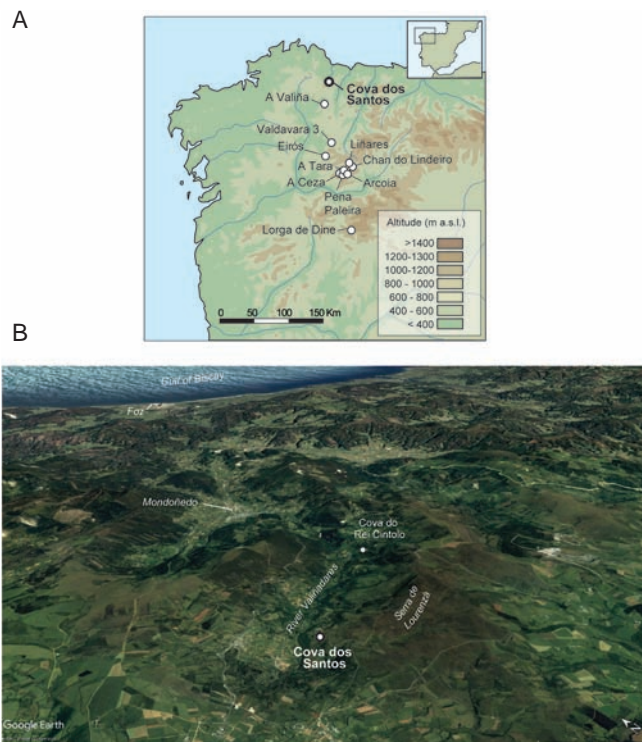 A
Cova dos
Santos
A Valiña
Valdavara 3
Liñares
Eirós
Chan do Lindeiro
A Tara
A Ceza
Arcoia
Pena
Paleira
Lorga de Dine
Altitude (m a.s.l.)
>1400
1200-1300
1000-1200
800 - 1000
600 - 800
400 - 600
< 400
0 50 100 150 Km
B
Gulf of Biscay
Foz
Mondoñedo
Cova do
Rei Cintolo
River Valiñadares
Serra de
Lourenzá
Cova dos
Santos
Google Earth
N